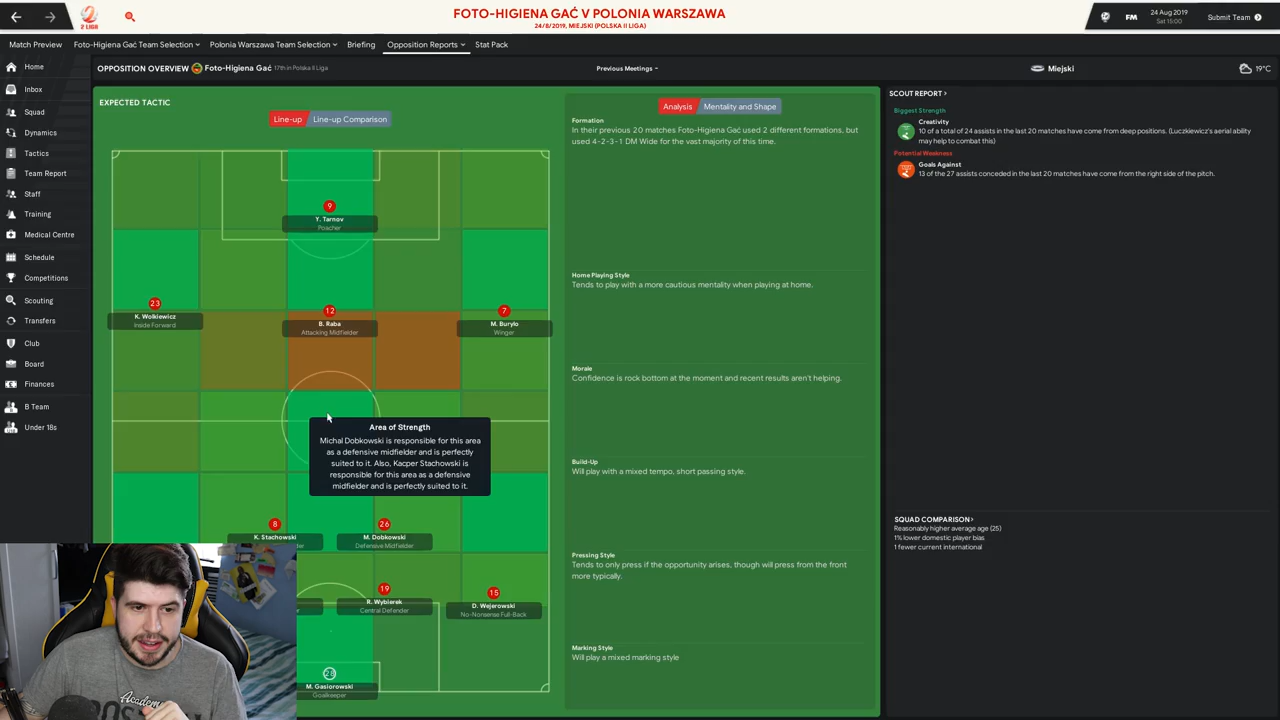 FOTO-HIGIENA GAĆ V POLONIA WARSZAWA
24/8/2019, MIEJSKI (POLSKA II LIGA)
2 LIGA
FM
24 Aug 2019
Sat 15:00
Submit Team
Match Preview
Foto-Higiena Gać Team Selection
Polonia Warszawa Team Selection
Briefing
Opposition Reports
Stat Pack
Home
Inbox
Squad
Dynamics
Tactics
Team Report
Staff
Training
Medical Centre
Schedule
Competitions
Scouting
Transfers
Club
Board
Finances
B Team
Under 18s
OPPOSITION OVERVIEW
Foto-Higiena Gać
17th in Polska II Liga
Previous Meetings
Miejski
19°C
EXPECTED TACTIC
Line-up
Line-up Comparison
9
Y. Tarnov
Poacher
23
K. Wolkiewicz
Inside Forward
12
B. Raba
Attacking Midfielder
7
M. Burylo
Winger
Area of Strength
Michal Dobkowski is responsible for this area
as a defensive midfielder and is perfectly
suited to it. Also, Kacper Stachowski is
responsible for this area as a defensive
midfielder and is perfectly suited to it.
8
K. Stachowski
26
M. Dobkowski
Defensive Midfielder
19
R. Wybierek
Central Defender
15
D. Wejerowski
No-Nonsense Full-Back
M. Gasiorowski
Goalkeeper
Analysis
Mentality and Shape
Formation
In their previous 20 matches Foto-Higiena Gać used 2 different formations, but
used 4-2-3-1 DM Wide for the vast majority of this time.
Home Playing Style
Tends to play with a more cautious mentality when playing at home.
Morale
Confidence is rock bottom at the moment and recent results aren't helping.
Build-Up
Will play with a mixed tempo, short passing style.
Pressing Style
Tends to only press if the opportunity arises, though will press from the front
more typically.
Marking Style
Will play a mixed marking style
SCOUT REPORT
Biggest Strength
Creativity
10 of a total of 24 assists in the last 20 matches have come from deep positions. (Luczkiewicz's aerial ability
may help to combat this)
Potential Weakness
Goals Against
13 of the 27 assists conceded in the last 20 matches have come from the right side of the pitch.
SQUAD COMPARISON
Reasonably higher average age (25)
1% lower domestic player bias
1 fewer current international
Academ